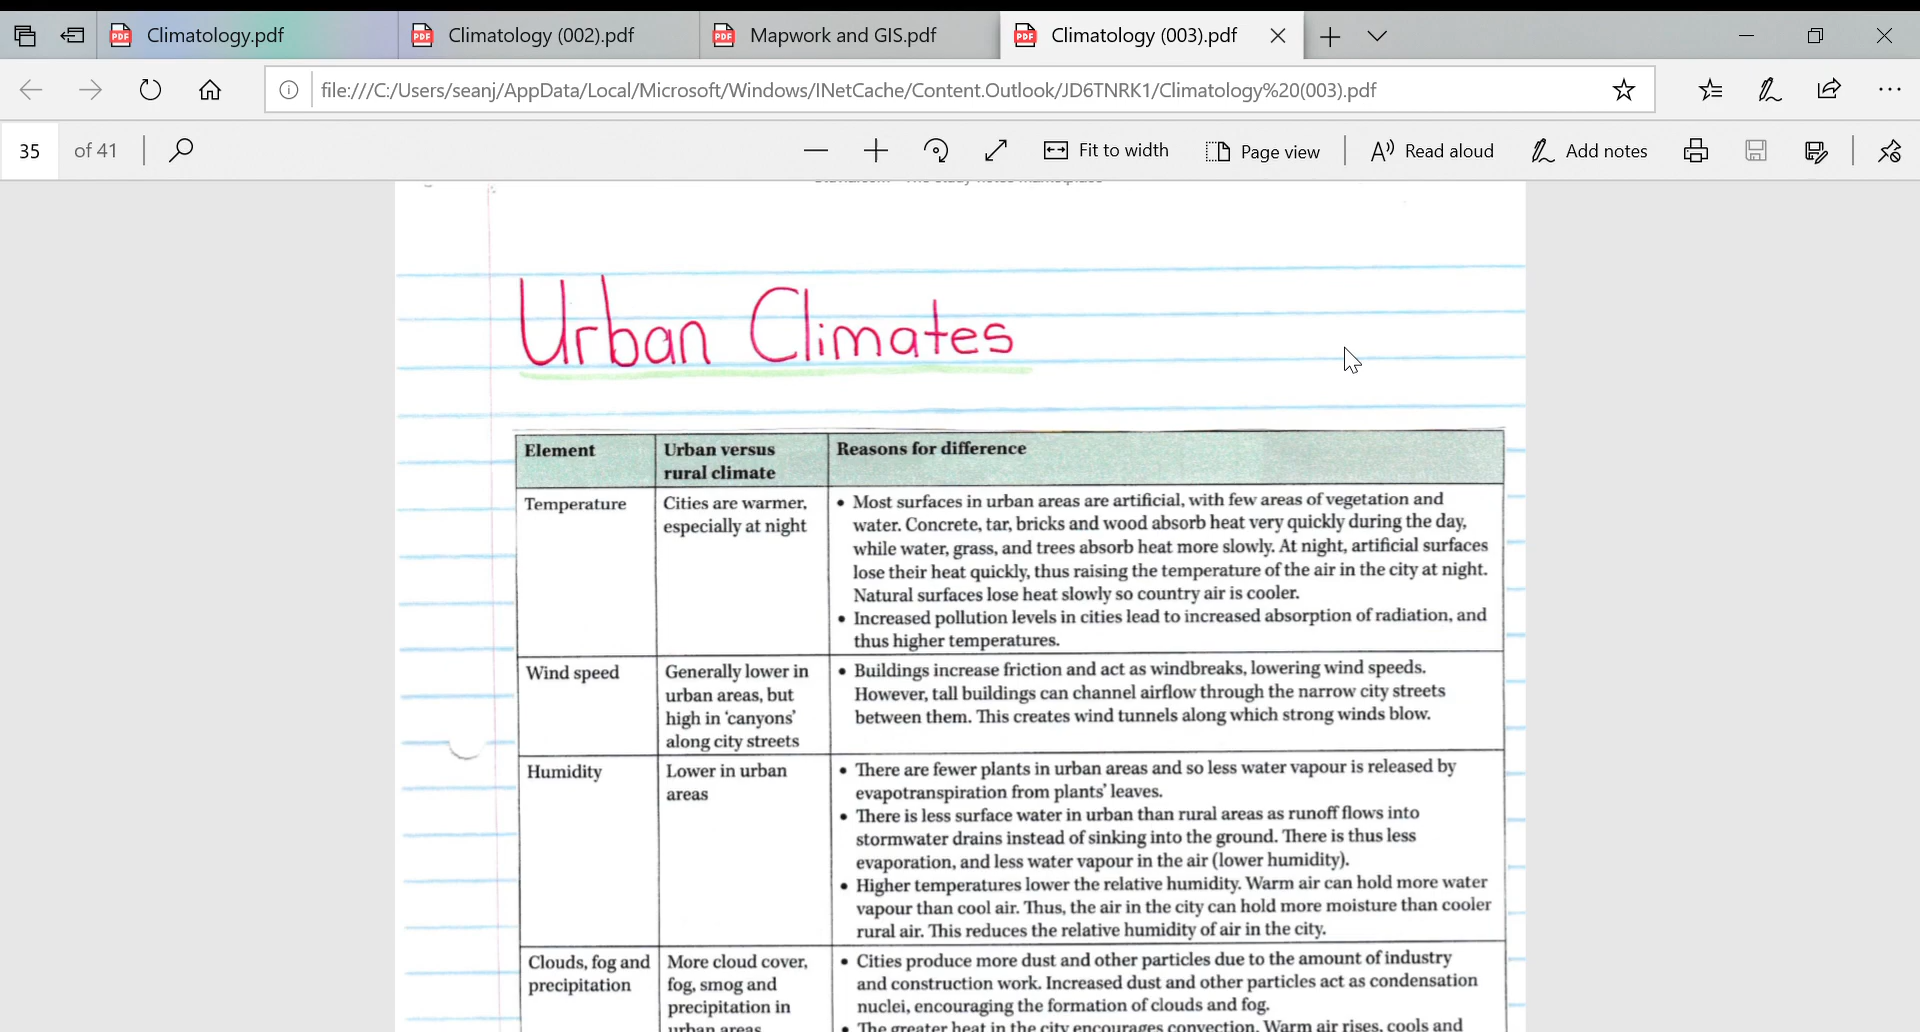 Climatology.pdf
Climatology (002).pdf
Mapwork and GIS.pdf
Climatology (003).pdf
file:///C:/Users/seanj/AppData/Local/Microsoft/Windows/INetCache/Content.Outlook/JD6TNRK1/Climatology%20(003).pdf
35 of 41
Fit to width
Page view
Read aloud
Add notes
Urban Climates
Element
Urban versus
rural climate
Reasons for difference
Temperature
Cities are warmer,
especially at night
• Most surfaces in urban areas are artificial, with few areas of vegetation and
water. Concrete, tar, bricks and wood absorb heat very quickly during the day,
while water, grass, and trees absorb heat more slowly. At night, artificial surfaces
lose their heat quickly, thus raising the temperature of the air in the city at night.
Natural surfaces lose heat slowly so country air is cooler.
• Increased pollution levels in cities lead to increased absorption of radiation, and
thus higher temperatures.
Wind speed
Generally lower in
urban areas, but
high in ‘canyons’
along city streets
• Buildings increase friction and act as windbreaks, lowering wind speeds.
However, tall buildings can channel airflow through the narrow city streets
between them. This creates wind tunnels along which strong winds blow.
Humidity
Lower in urban
areas
• There are fewer plants in urban areas and so less water vapour is released by
evapotranspiration from plants’ leaves.
• There is less surface water in urban than rural areas as runoff flows into
stormwater drains instead of sinking into the ground. There is thus less
evaporation, and less water vapour in the air (lower humidity).
• Higher temperatures lower the relative humidity. Warm air can hold more water
vapour than cool air. Thus, the air in the city can hold more moisture than cooler
rural air. This reduces the relative humidity of air in the city.
Clouds, fog and
precipitation
More cloud cover,
fog, smog and
precipitation in
urban areas
• Cities produce more dust and other particles due to the amount of industry
and construction work. Increased dust and other particles act as condensation
nuclei, encouraging the formation of clouds and fog.
• The greater heat in the city encourages convection. Warm air rises, cools and